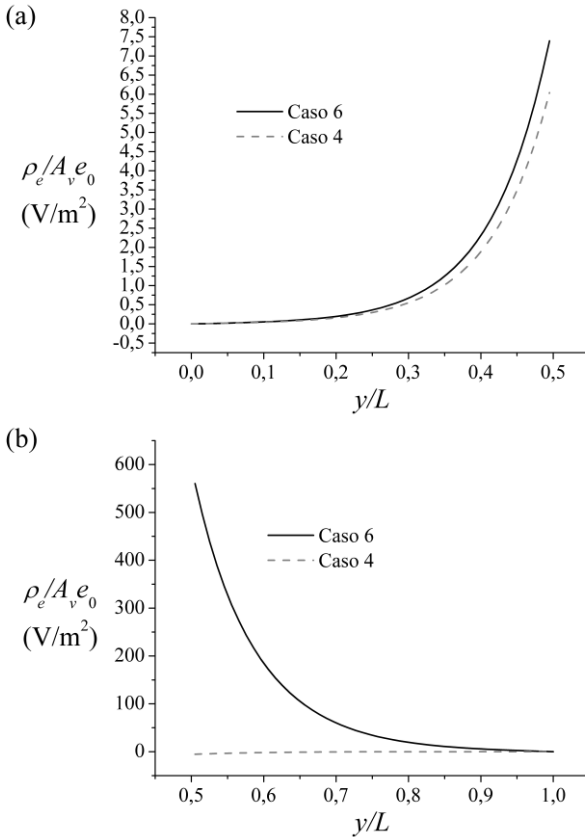 (a)
8,0
7,5
7,0
6,5
6,0
5,5
5,0
4,5
4,0
3,5
3,0
2,5
2,0
1,5
1,0
0,5
0,0
-0,5
ρe/Ave0
(V/m²)
Caso 6
Caso 4
0,0 0,1 0,2 0,3 0,4 0,5
y/L
(b)
600
500
400
300
200
100
0
ρe/Ave0
(V/m²)
Caso 6
Caso 4
0,5 0,6 0,7 0,8 0,9 1,0
y/L